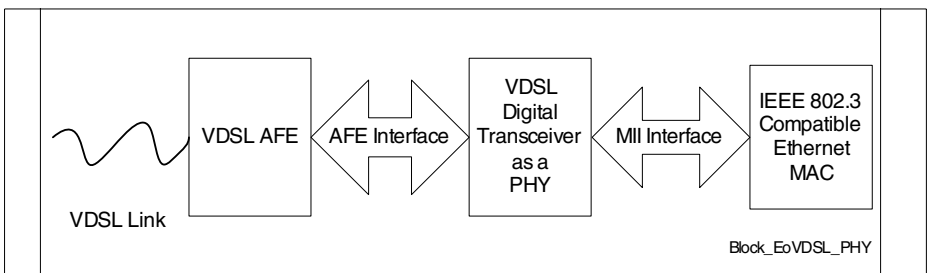 VDSL Link
VDSL AFE
AFE Interface
VDSL
Digital
Transceiver
as a
PHY
MII Interface
IEEE 802.3
Compatible
Ethernet
MAC
Block_EoVDSL_PHY